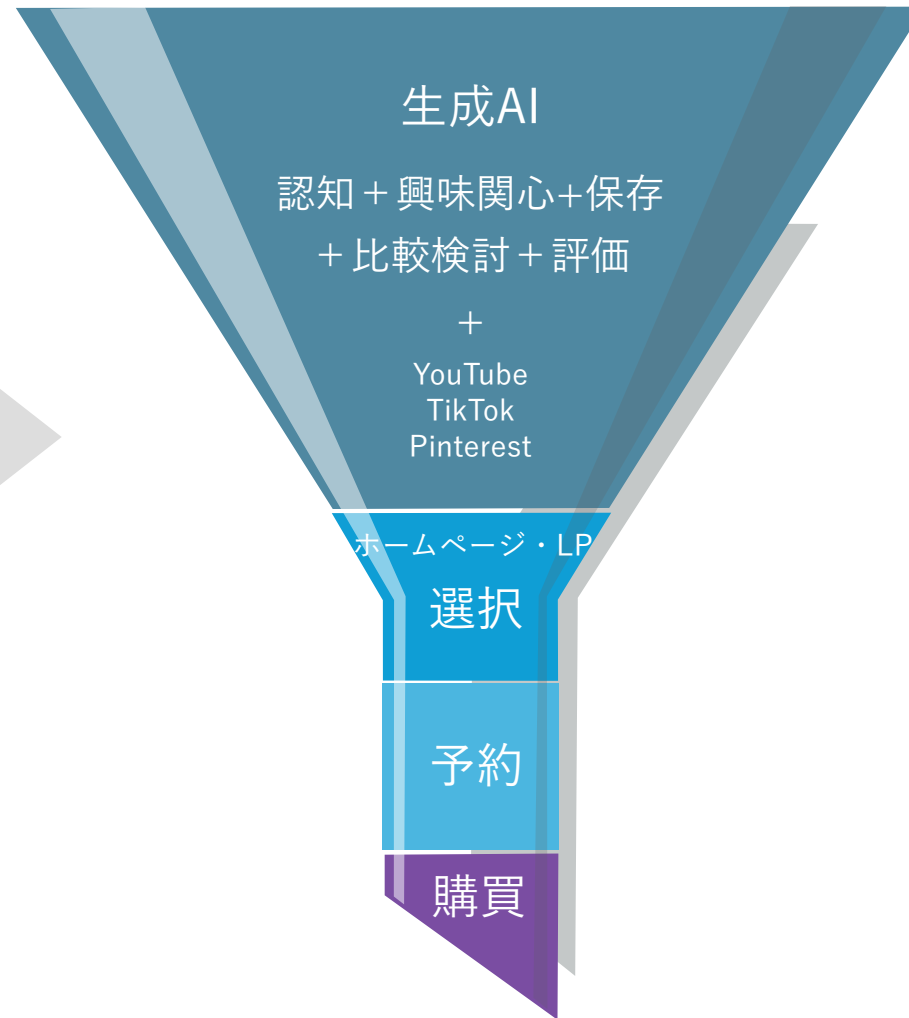 生成AI
認知＋興味関心+保存
＋比較検討＋評価
＋
YouTube
TikTok
Pinterest
ホームページ・LP
選択
予約
購買